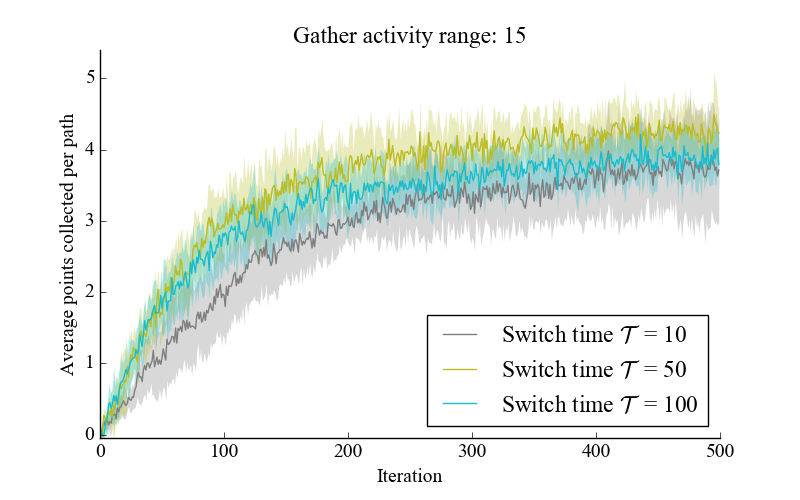 Gather activity range: 15
Average points collected per path
5
4
3
2
1
0
0 100 200 300 400 500
Iteration
Switch time 𝒯 = 10
Switch time 𝒯 = 50
Switch time 𝒯 = 100